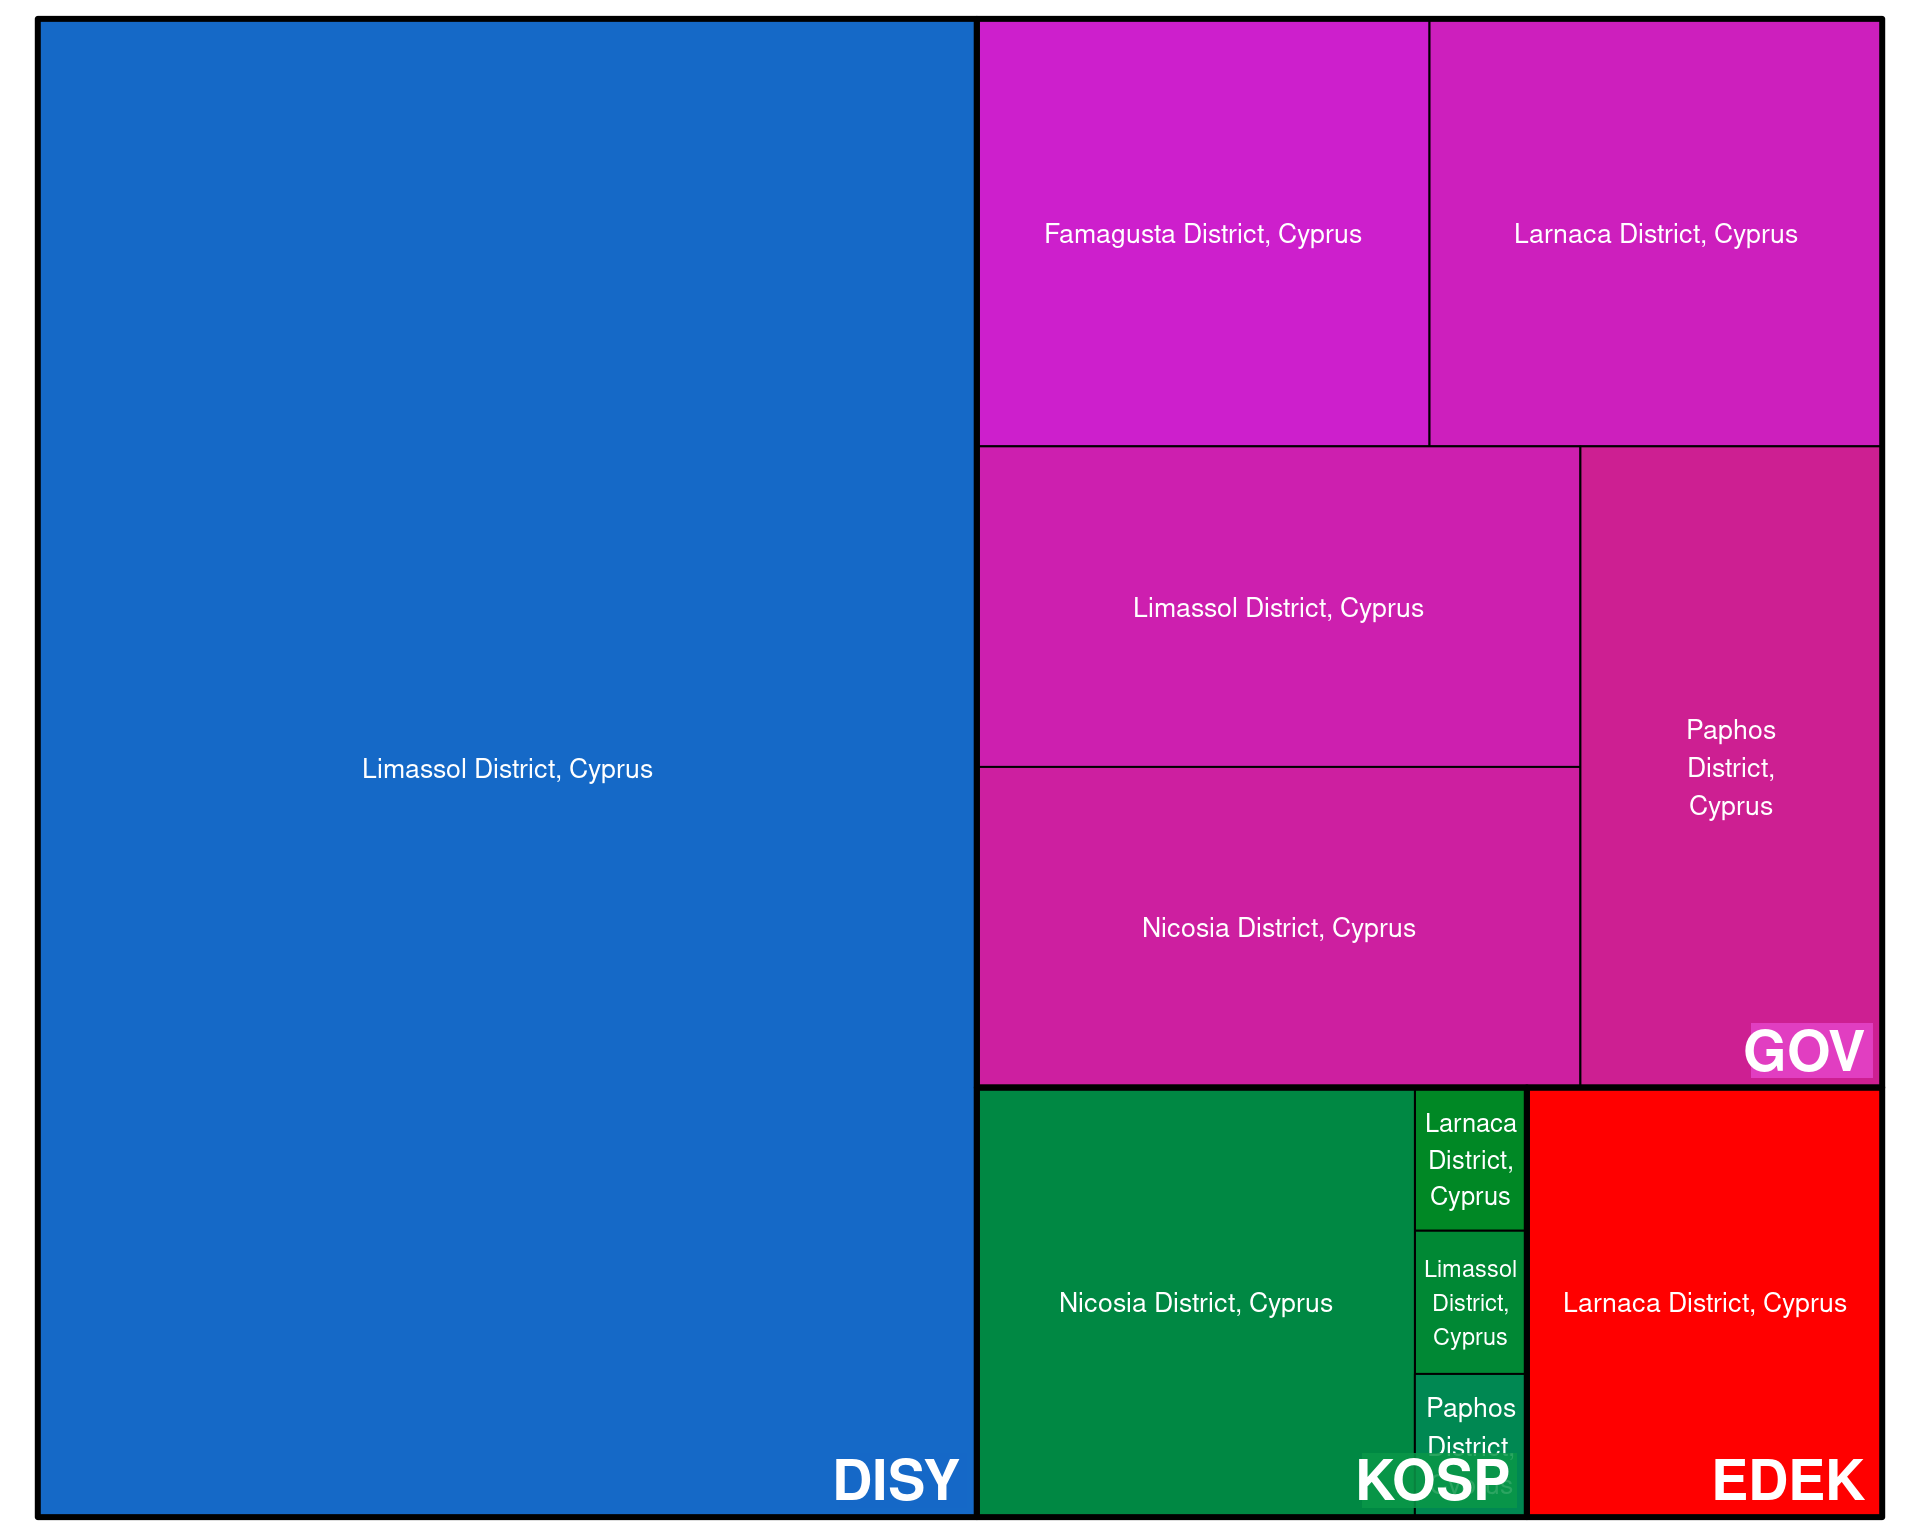 Limassol District, Cyprus
DISY
Famagusta District, Cyprus
Larnaca District, Cyprus
Limassol District, Cyprus
Nicosia District, Cyprus
Paphos
District,
Cyprus
GOV
Nicosia District, Cyprus
Larnaca
District,
Cyprus
Limassol
District,
Cyprus
Paphos
District,
KOSP
Larnaca District, Cyprus
EDEK